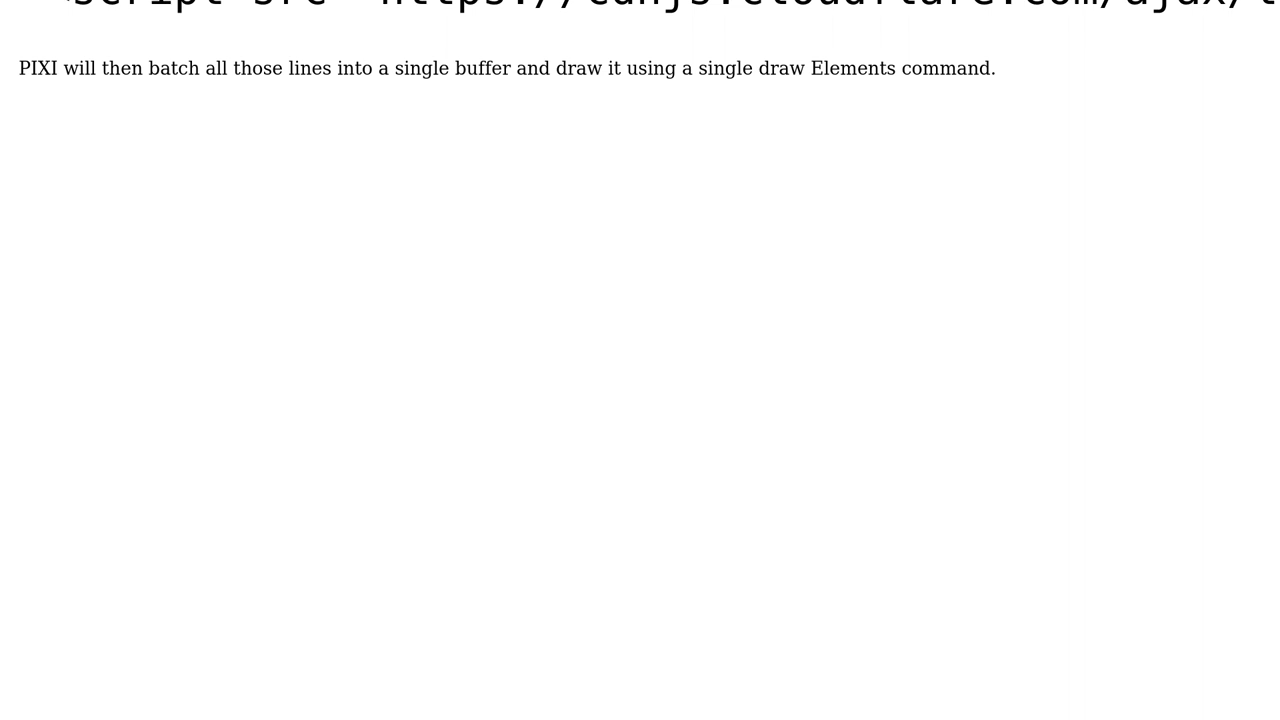 script src="https://cdnjs.cloudflare.com/ajax/
PIXI will then batch all those lines into a single buffer and draw it using a single draw Elements command.